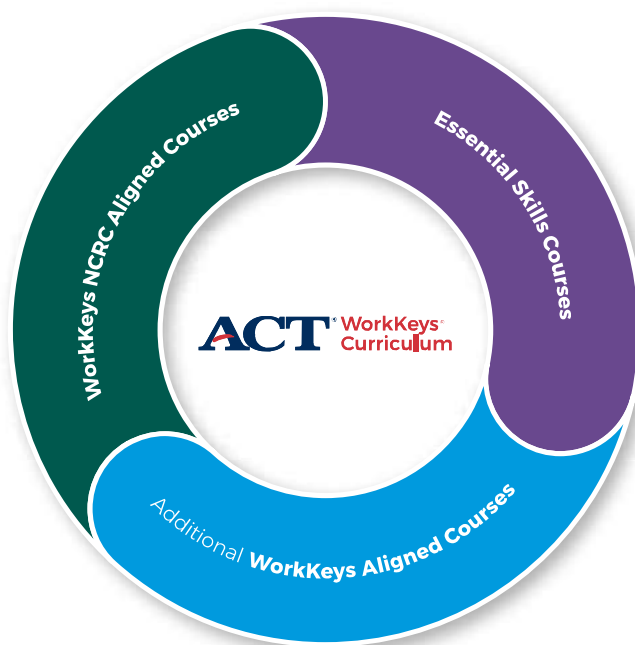 WorkKeys NCRC Aligned Courses
Essential Skills Courses
ACT® WorkKeys®
Curriculum
Additional WorkKeys Aligned Courses